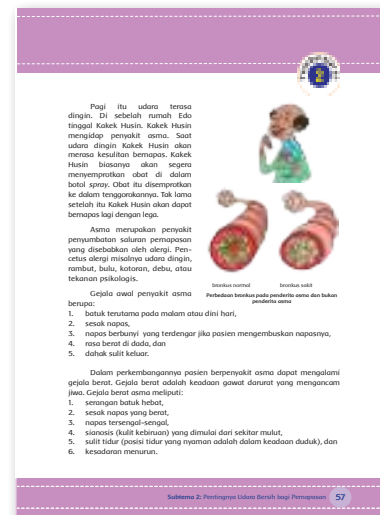 Pagi itu udara terasa
dingin. Di sebelah rumah Edo
tinggal Kakek Husin. Kakek Husin
mengidap penyakit asma. Saat
udara dingin Kakek Husin akan
merasa kesulitan bernapas. Kakek
Husin biasanya akan segera
menyemprotkan obat di dalam
botol spray. Obat itu disemprotkan
ke dalam tenggorokannya. Tak lama
setelah itu Kakek Husin akan dapat
bernapas lagi dengan lega.
Asma merupakan penyakit
penyumbatan saluran pernapasan
yang disebabkan oleh alergi. Pen-
cetus alergi misalnya udara dingin,
rambut, bulu, kotoran, debu, atau
tekanan psikologis.
bronkus normal
bronkus sakit
Perbedaan bronkus pada penderita asma dan bukan
penderita asma
Gejala awal penyakit asma
berupa:
1. batuk terutama pada malam atau dini hari,
2. sesak napas,
3. napas berbunyi yang terdengar jika pasien mengembuskan napasnya,
4. rasa berat di dada, dan
5. dahak sulit keluar.
Dalam perkembangannya pasien berpenyakit asma dapat mengalami
gejala berat. Gejala berat adalah keadaan gawat darurat yang mengancam
jiwa. Gejala berat asma meliputi:
1. serangan batuk hebat,
2. sesak napas yang berat,
3. napas tersengal-sengal,
4. sianosis (kulit kebiruan) yang dimulai dari sekitar mulut,
5. sulit tidur (posisi tidur yang nyaman adalah dalam keadaan duduk), dan
6. kesadaran menurun.
Subtema 2: Pentingnya Udara Bersih bagi Pernapasan 57